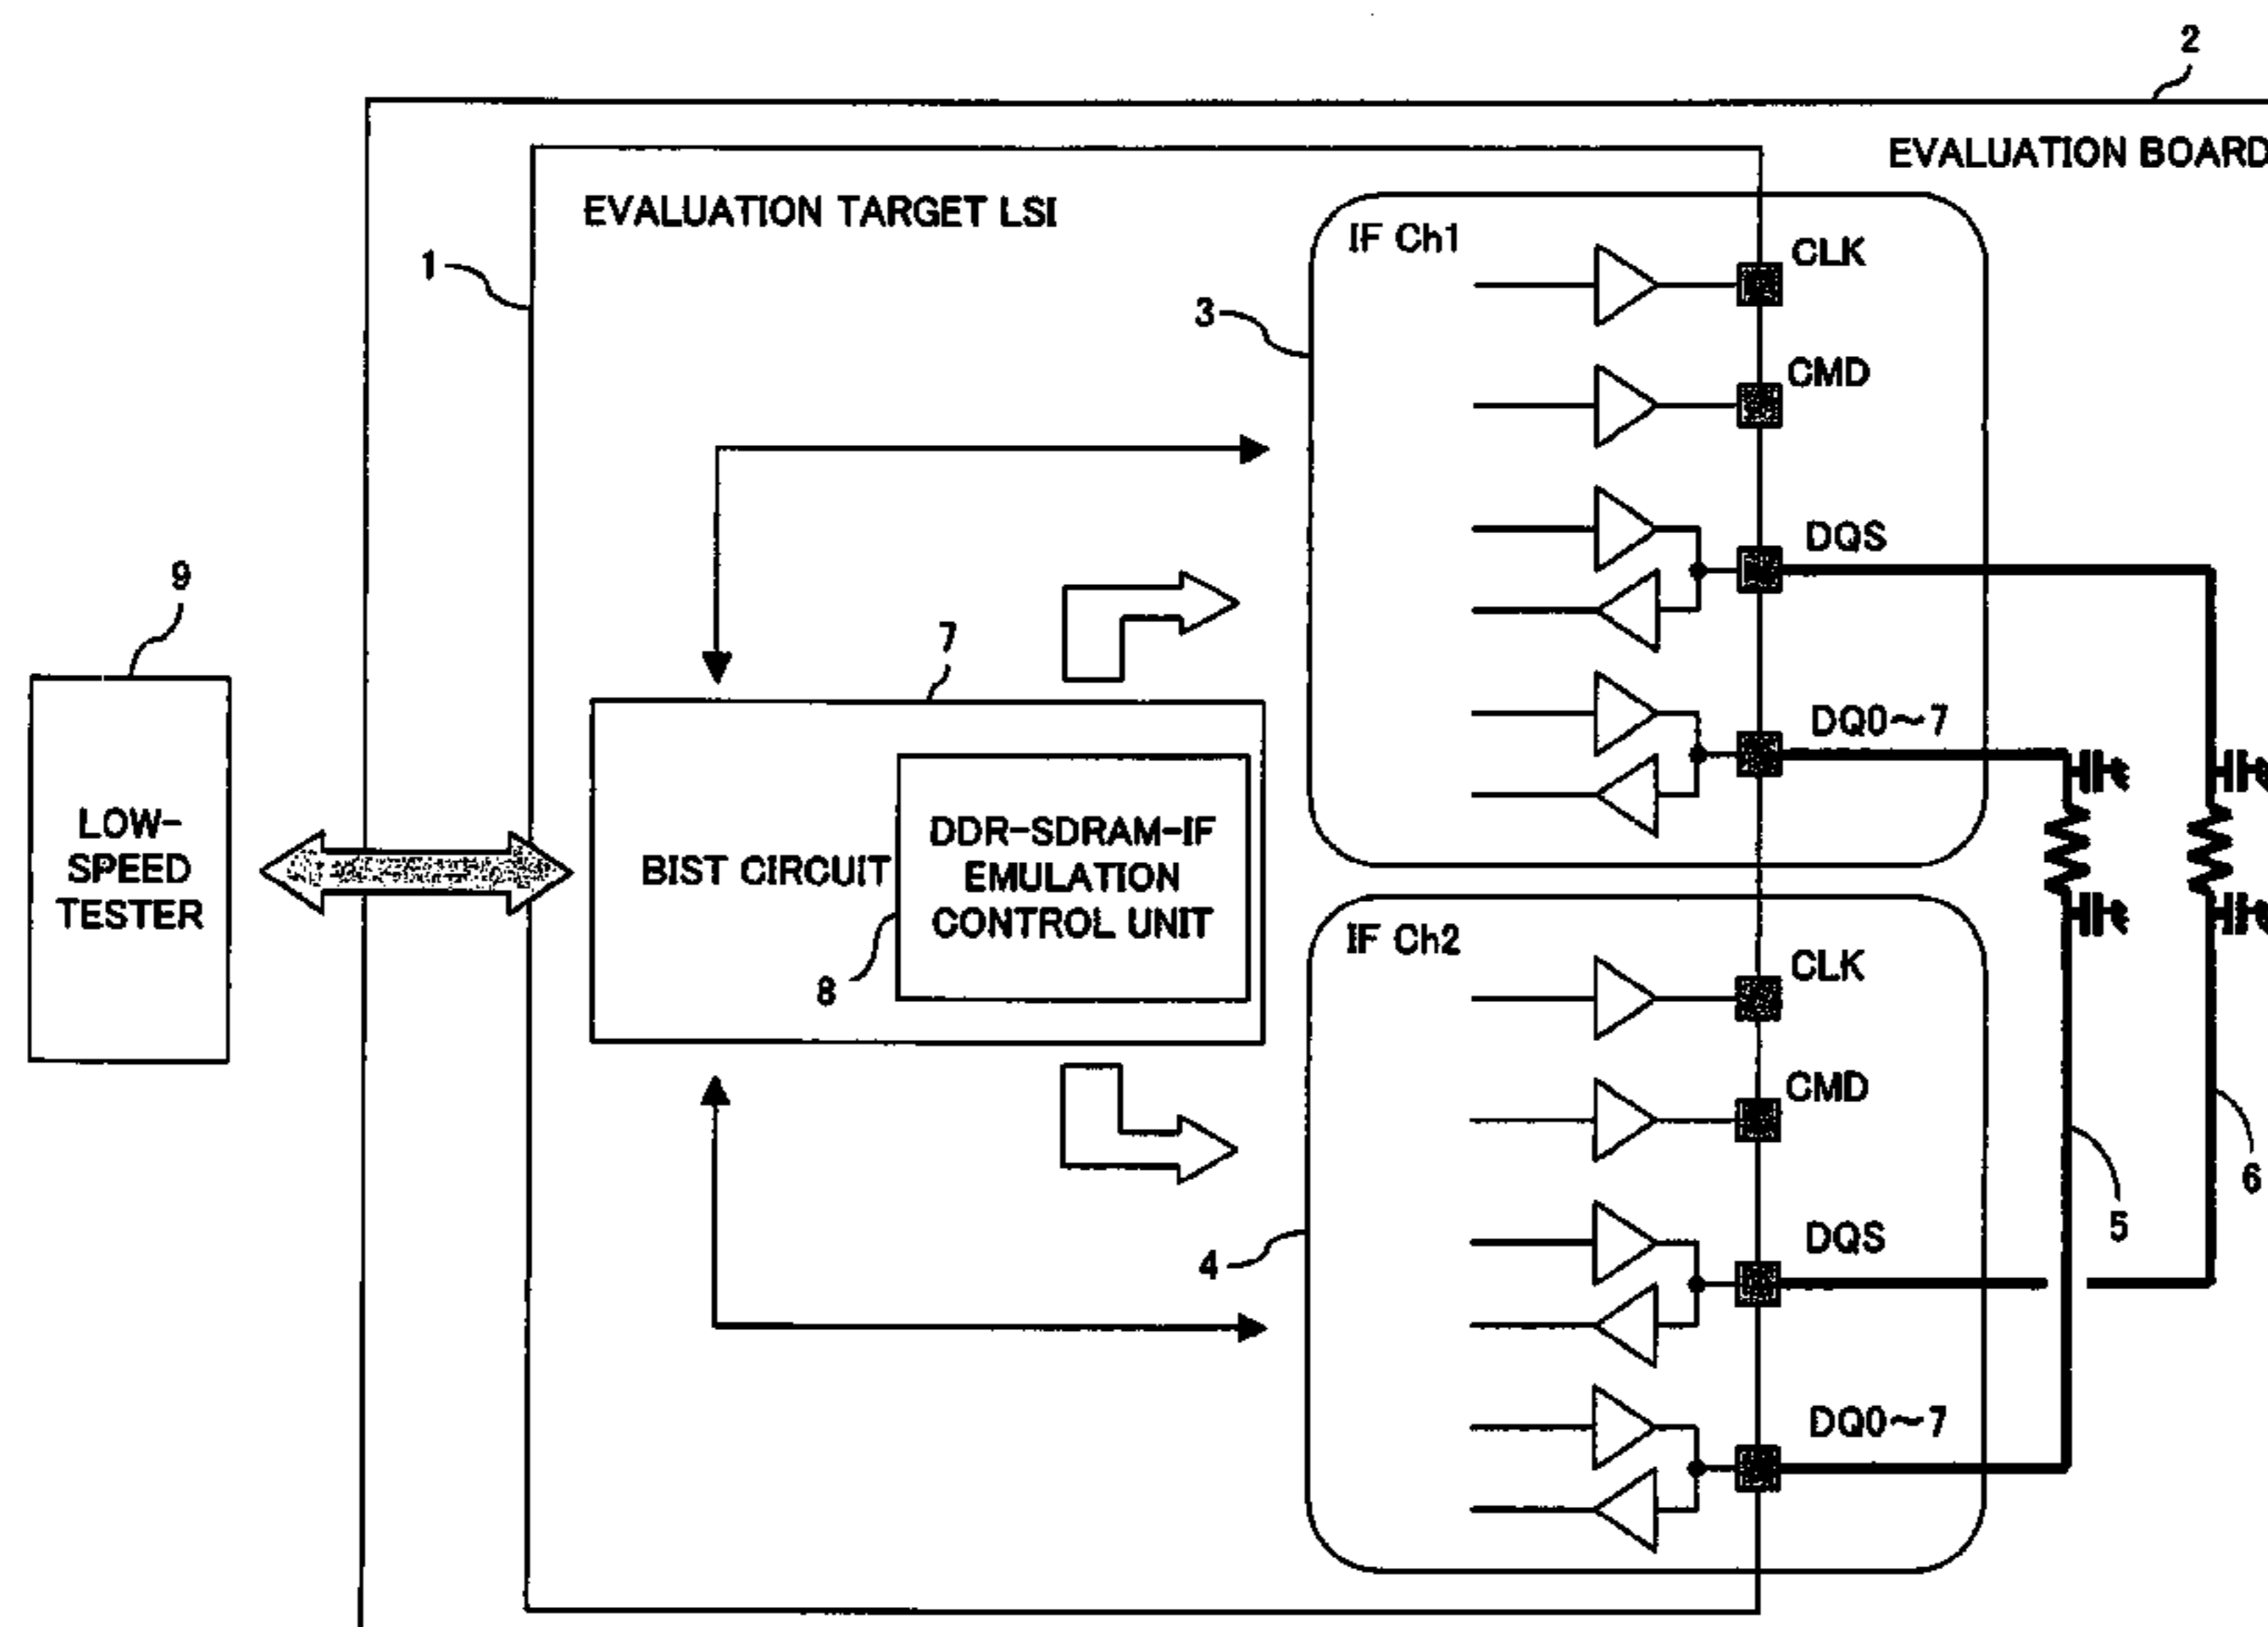 2
EVALUATION BOARD
EVALUATION TARGET LSI
1
IF Ch1
CLK
3
CMD
DQS
9
7
DQ0～7
LOW-
SPEED
TESTER
BIST CIRCUIT
DDR-SDRAM-IF
EMULATION
CONTROL UNIT
8
IF Ch2
CLK
CMD
6
5
DQS
4
DQ0～7